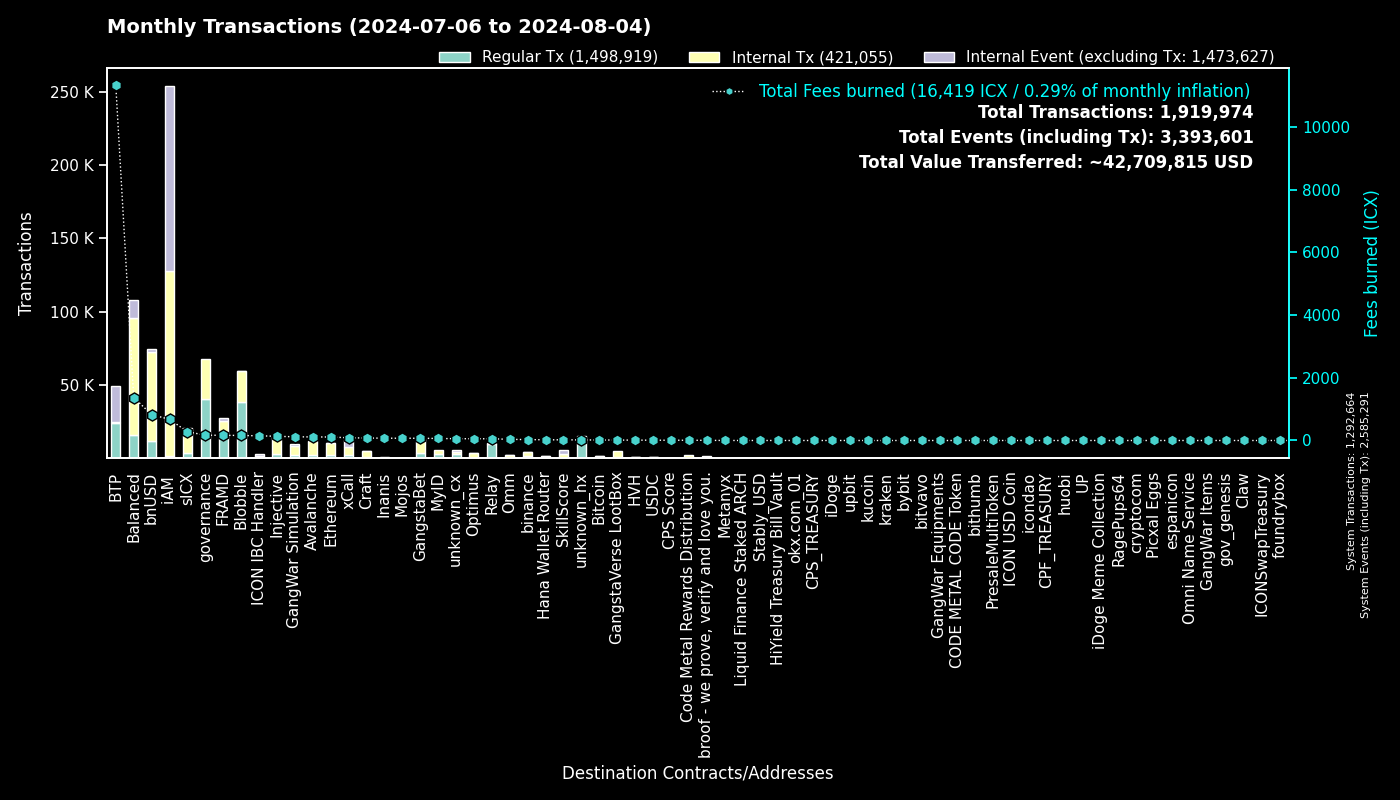 Monthly Transactions (2024-07-06 to 2024-08-04)
Regular Tx (1,498,919)
Internal Tx (421,055)
Internal Event (excluding Tx: 1,473,627)
Total Fees burned (16,419 ICX / 0.29% of monthly inflation)
Total Transactions: 1,919,974
Total Events (including Tx): 3,393,601
Total Value Transferred: ~42,709,815 USD
Transactions
250 K
200 K
150 K
100 K
50 K
10000
8000
6000
4000
2000
0
Fees burned (ICX)
System Transactions: 1,292,664
System Events (including Tx): 2,585,291
BTP
Balanced
bnUSD
iAM
sICX
governance
FRAMD
Blobble
ICON IBC Handler
Injective
GangWar Simulation
Avalanche
Ethereum
xCall
Craft
Inanis
Mojos
GangstaBet
MyID
unknown_cx
Optimus
Relay
Omm
binance
Hana Wallet Router
SkillScore
unknown_hx
Bitcoin
GangstaVerse LootBox
HVH
USDC
CPS Score
Code Metal Rewards Distribution
broof - we prove, verify and love you.
Metanyx
Liquid Finance Staked ARCH
Stably_USD
HiYield Treasury Bill Vault
okx.com_01
CPS_TREASURY
iDoge
upbit
kucoin
kraken
bybit
bitvavo
GangWar Equipments
CODE METAL CODE Token
bithumb
PresaleMultiToken
ICON USD Coin
icondao
CPF_TREASURY
huobi
UP
iDoge Meme Collection
RagePups64
cryptocom
Picxal Eggs
espanicon
Omni Name Service
GangWar Items
gov_genesis
Claw
ICONSwapTreasury
foundrybox
Destination Contracts/Addresses